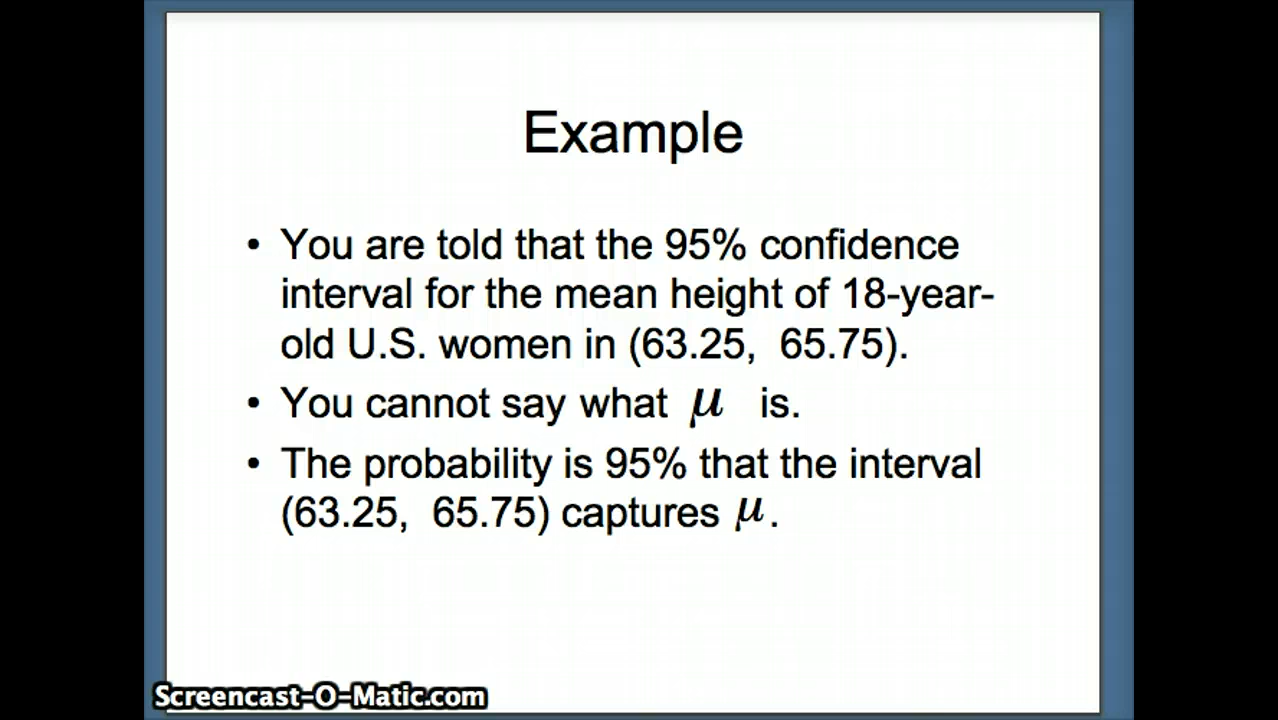 Example
• You are told that the 95% confidence
interval for the mean height of 18-year-
old U.S. women in (63.25, 65.75).
• You cannot say what μ is.
• The probability is 95% that the interval
(63.25, 65.75) captures μ.
Screencast-O-Matic.com